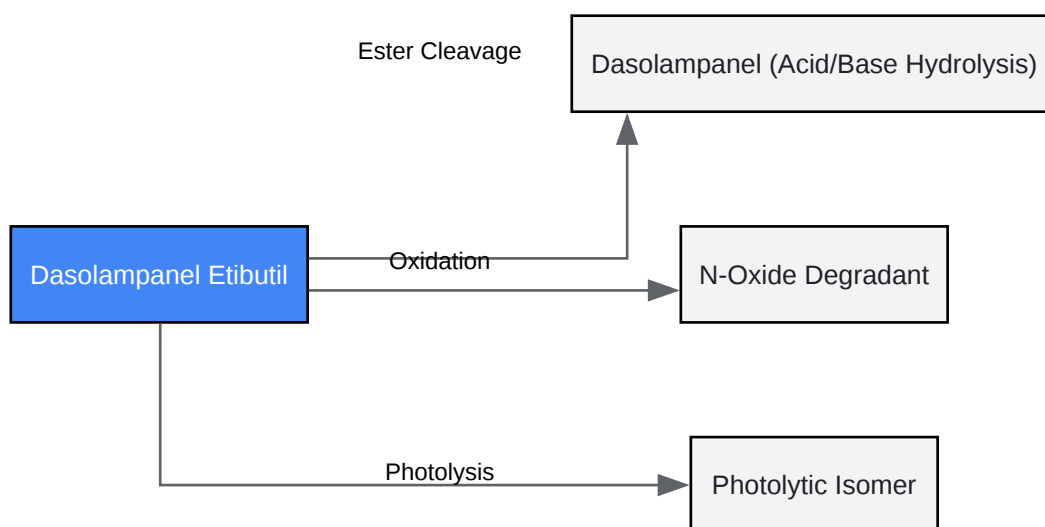 Ester Cleavage
Dasolampanel (Acid/Base Hydrolysis)
Dasolampanel Etibutil
Oxidation
N-Oxide Degradant
Photolysis
Photolytic Isomer